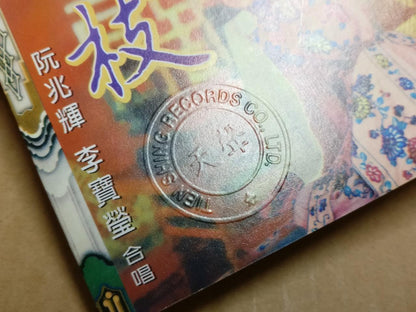 枝
阮兆輝 李寶瑩 合唱
TIEN SHING RECORDS CO., LTD.
天聲